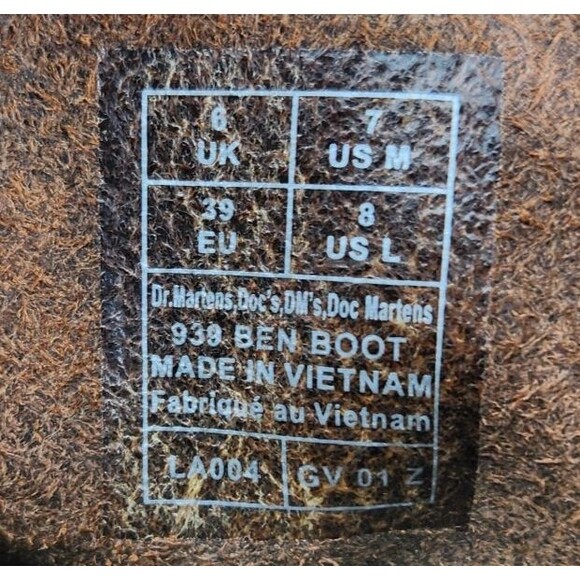 6 UK
7 US M
39 EU
8 US L
Dr.Martens,Doc's,DM's,Doc Martens
939 BEN BOOT
MADE IN VIETNAM
Fabriqué au Vietnam
LA004
GV 01 Z